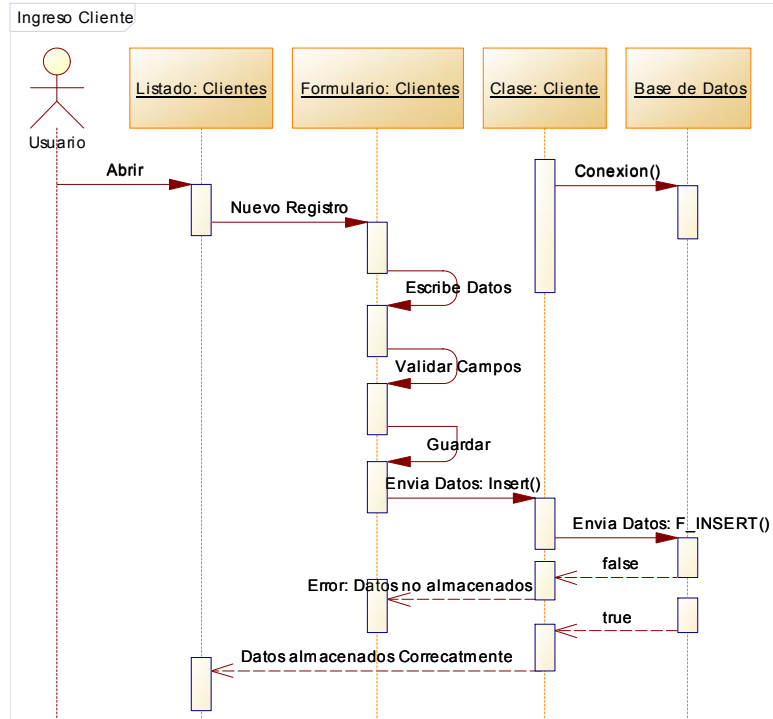 Ingreso Cliente
Usuario
Listado: Clientes
Formulario: Clientes
Clase: Cliente
Base de Datos
Abrir
Conexion()
Nuevo Registro
Escribe Datos
Validar Campos
Guardar
Envia Datos: Insert()
Envia Datos: F_INSERT()
false
Error: Datos no almacenados
true
Datos almacenados Correcatmente